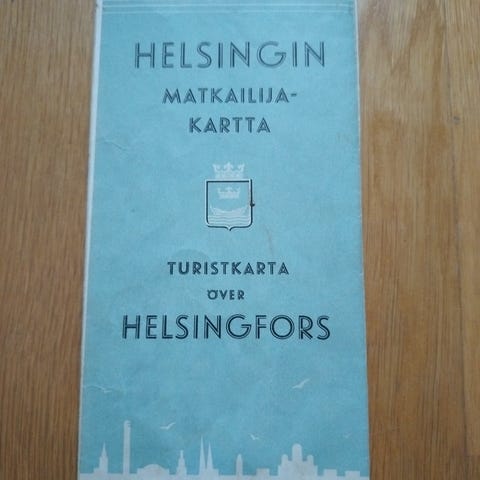 HELSINGIN
MATKAILIJA-
KARTTA
TURISTKARTA
ÖVER
HELSINGFORS